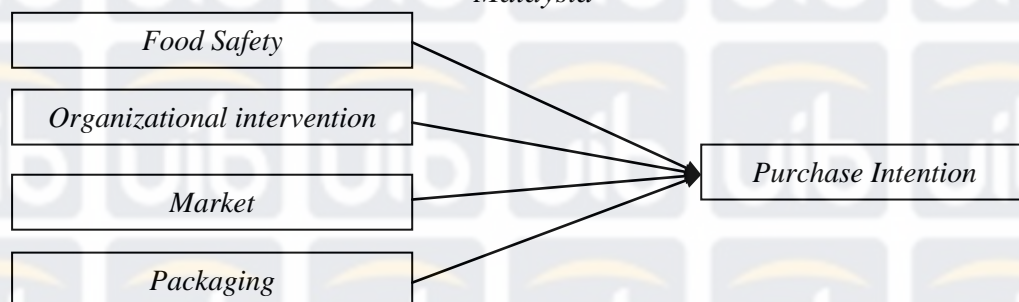 Malaysia
Food Safety
Organizational intervention
Market
Purchase Intention
Packaging